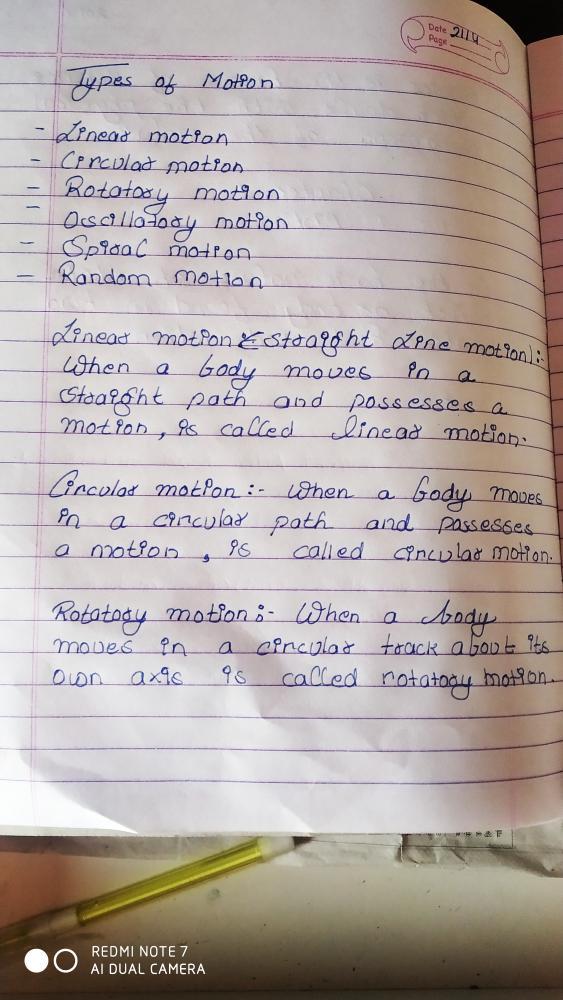 Date 21/4
Page
Types of Motion
- Linear motion
- Circular motion
- Rotatory motion
- Oscillatory motion
- Spiral motion
- Random motion
Linear motion (straight Line motion):
When a body moves in a
straight path and possesses a
motion, is called linear motion.
Circular motion :- When a body moves
in a circular path and possesses
a motion, is called circular motion.
Rotatory motion :- When a body
moves in a circular track about its
own axis is called rotatory motion.
REDMI NOTE 7
AI DUAL CAMERA